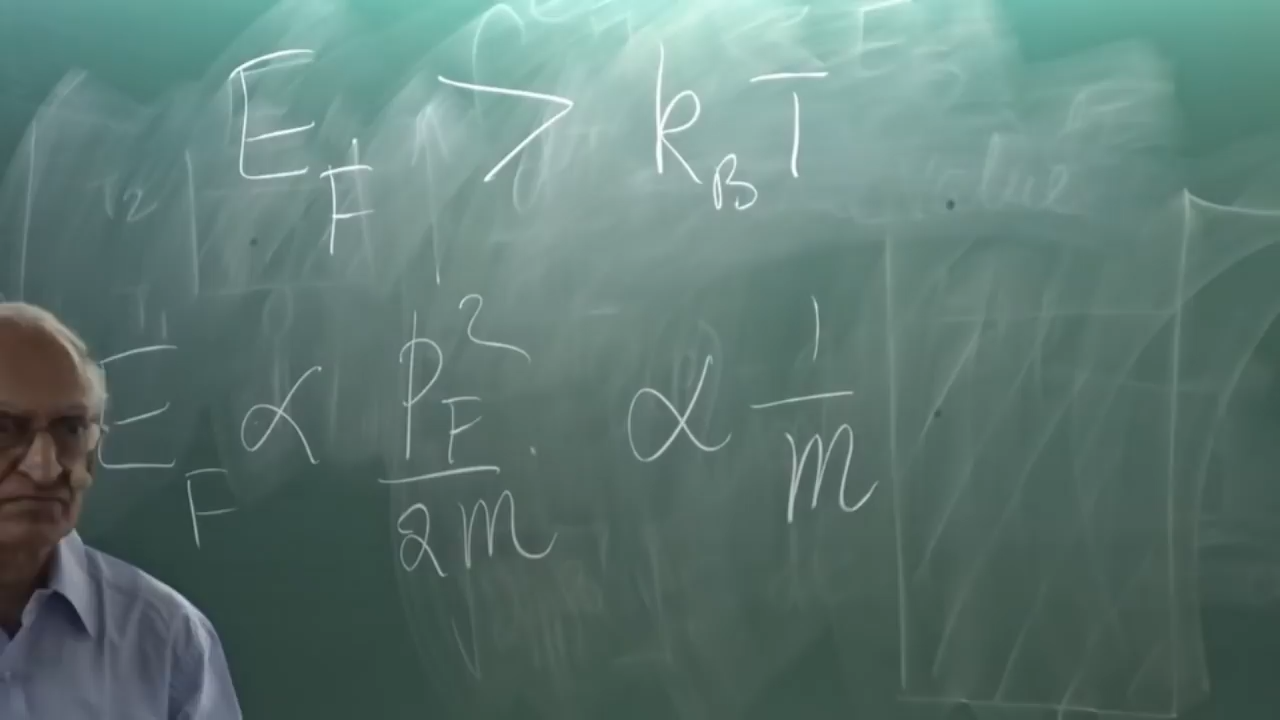 E_F > k_B T
E_F ∝ p_F^2 / 2m ∝ 1/m